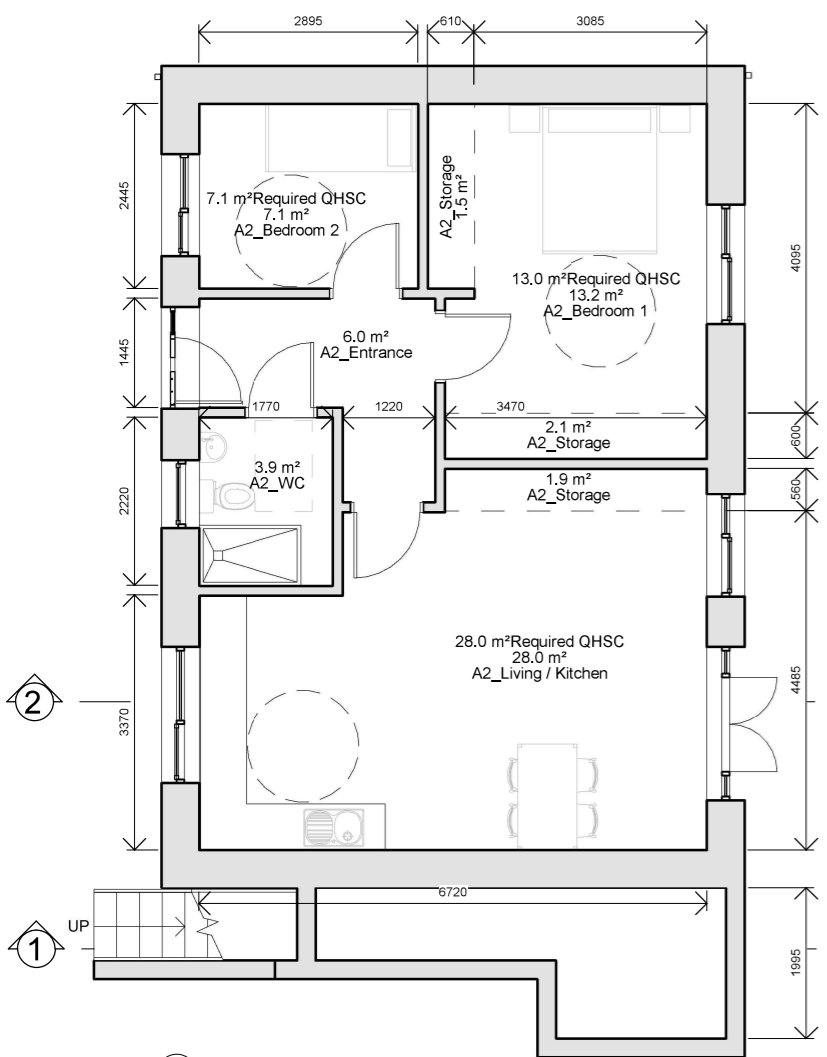 2895
610
3085
2445
7.1 m²Required QHSC
7.1 m²
A2_Bedroom 2
A2_Storage
1.5 m²
13.0 m²Required QHSC
13.2 m²
A2_Bedroom 1
4095
1445
6.0 m²
A2_Entrance
1770
1220
3470
2.1 m²
A2_Storage
600
2220
3.9 m²
A2_WC
1.9 m²
A2_Storage
560
28.0 m²Required QHSC
28.0 m²
A2_Living / Kitchen
2
3370
4485
6720
UP
1
1995